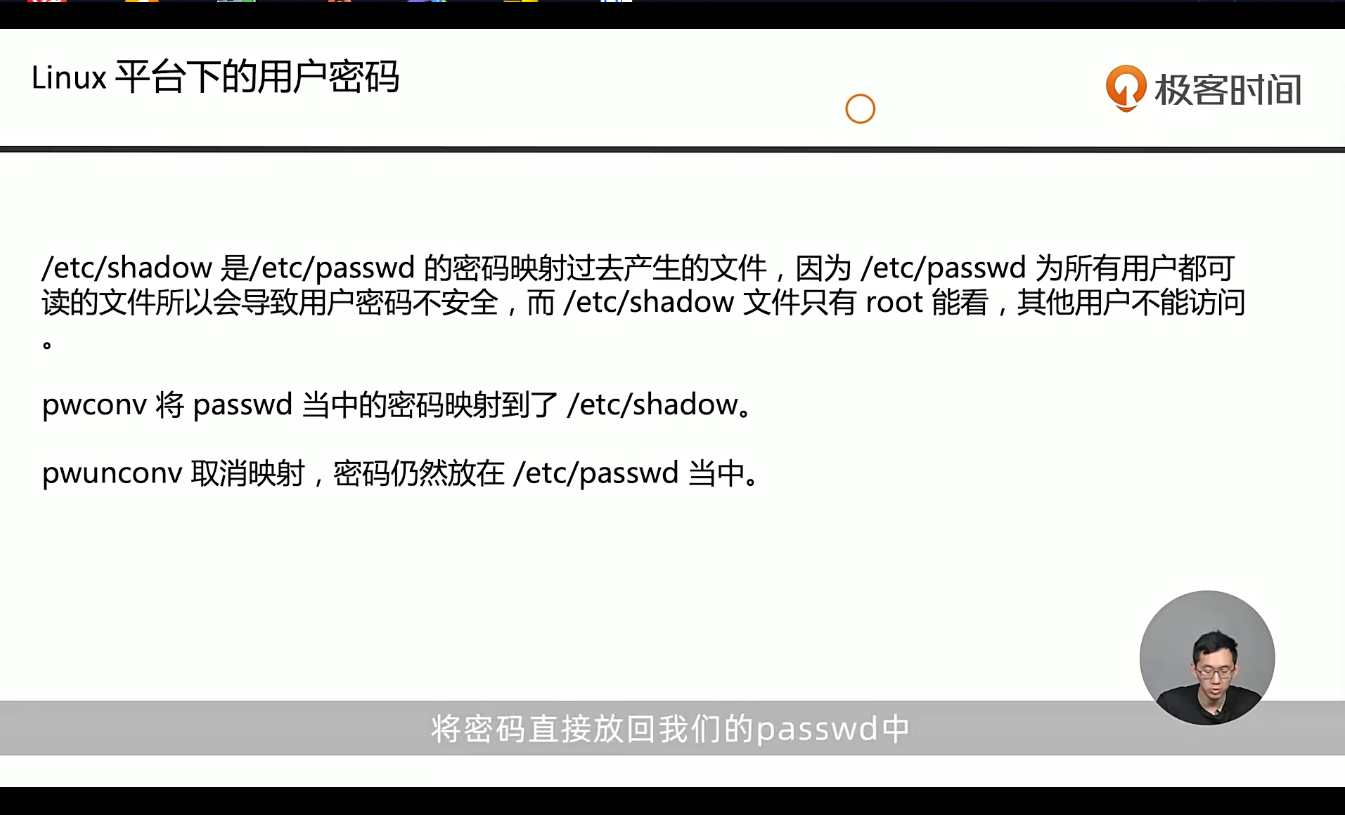 Linux 平台下的用户密码
极客时间
/etc/shadow 是/etc/passwd 的密码映射过去产生的文件，因为 /etc/passwd 为所有用户都可
读的文件所以会导致用户密码不安全，而 /etc/shadow 文件只有 root 能看，其他用户不能访问
。
pwconv 将 passwd 当中的密码映射到了 /etc/shadow。
pwunconv 取消映射，密码仍然放在 /etc/passwd 当中。
将密码直接放回我们的passwd中